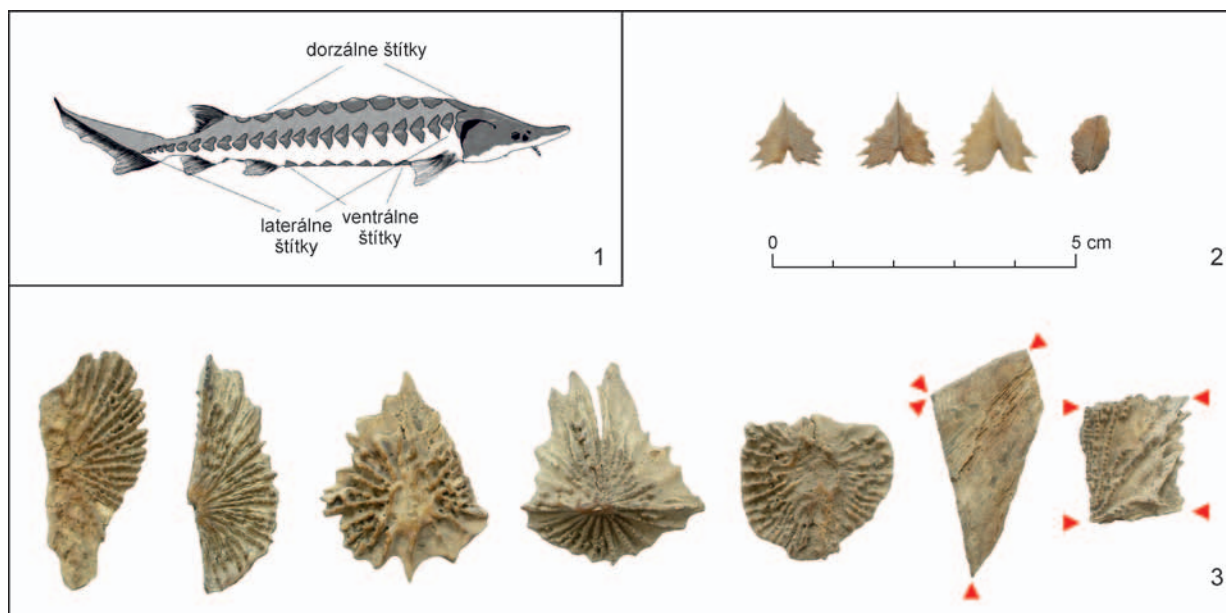 dorzálne štítky
laterálne
štítky
ventrálne
štítky
1
0
5 cm
2
3